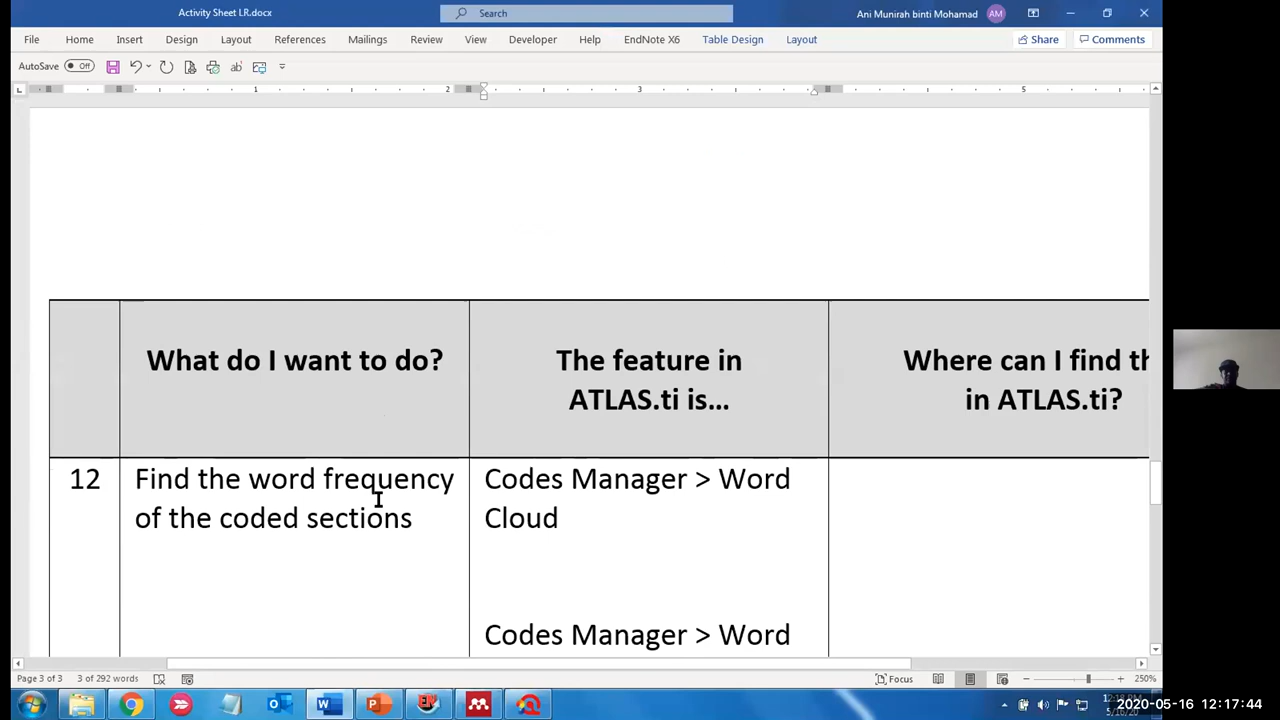 Activity Sheet LR.docx
Search
Ani Munirah binti Mohamad AM
File Home Insert Design Layout References Mailings Review View Developer Help EndNote X6 Table Design Layout Share Comments
AutoSave Off
1 2 3 5
What do I want to do?
The feature in
ATLAS.ti is...
Where can I find th
in ATLAS.ti?
12
Find the word frequency
of the coded sections
Codes Manager > Word
Cloud
Codes Manager > Word
Page 3 of 3 3 of 292 words Focus 250%
2020-05-16 12:17:44